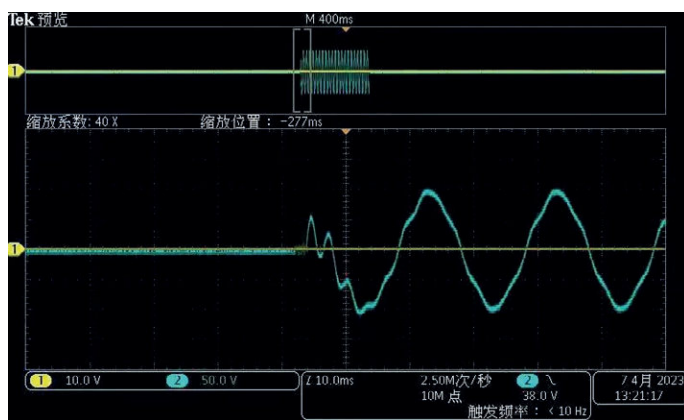 Tek 预览
M 400ms
1
缩放系数: 40 X 缩放位置: -277ms
1
1 10.0 V 2 50.0 V Z 10.0ms 2.50M次/秒 2 38.0 V 7 4月 2023
10M 点 13:21:17
触发频率: < 10 Hz